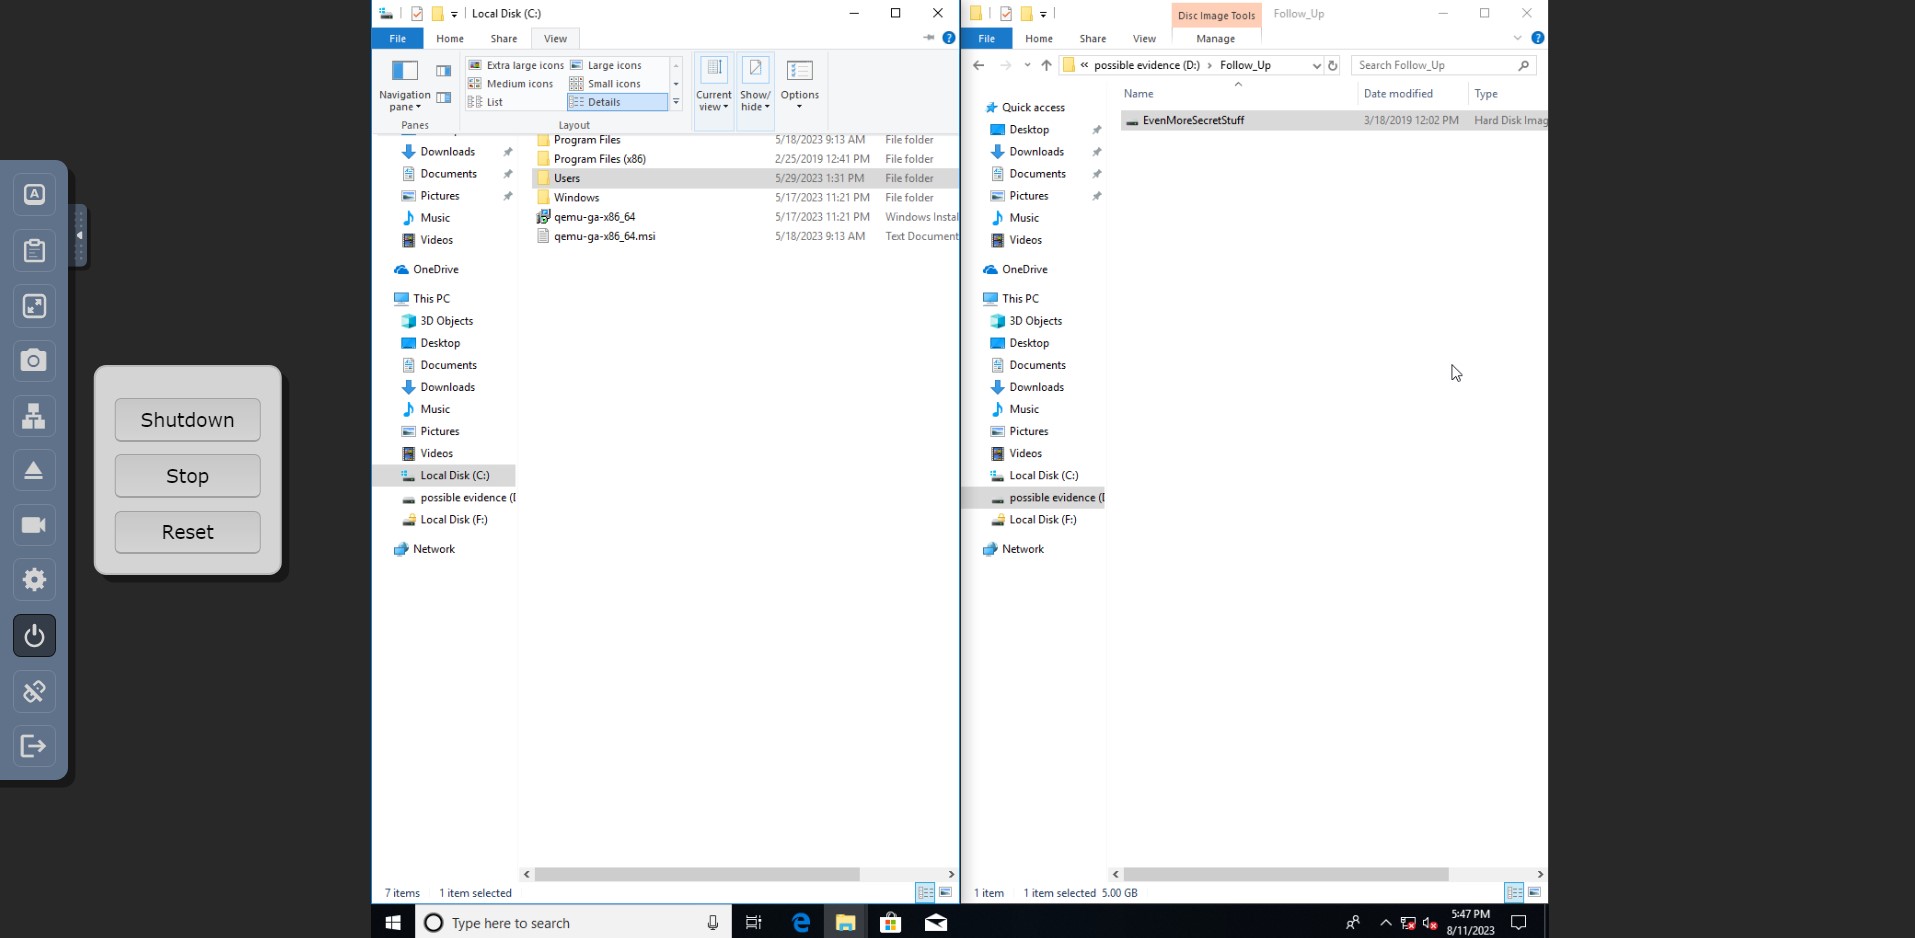 Local Disk (C:)
File
Home
Share
View
Navigation
pane
Panes
Extra large icons
Large icons
Medium icons
Small icons
List
Details
Layout
Current
view
Show/
hide
Options
Downloads
Documents
Pictures
Music
Videos
OneDrive
This PC
3D Objects
Desktop
Documents
Downloads
Music
Pictures
Videos
Local Disk (C:)
possible evidence (
Local Disk (F:)
Network
Program Files 5/18/2023 9:13 AM File folder
Program Files (x86) 2/25/2019 12:41 PM File folder
Users 5/29/2023 1:31 PM File folder
Windows 5/17/2023 11:21 PM File folder
qemu-ga-x86_64 5/17/2023 11:21 PM Windows Instal
qemu-ga-x86_64.msi 5/18/2023 9:13 AM Text Document
7 items
1 item selected
Disc Image Tools
Follow_Up
File
Home
Share
View
Manage
« possible evidence (D:) › Follow_Up
Search Follow_Up
Name
Date modified
Type
EvenMoreSecretStuff 3/18/2019 12:02 PM Hard Disk Imag
Quick access
Desktop
Downloads
Documents
Pictures
Music
Videos
OneDrive
This PC
3D Objects
Desktop
Documents
Downloads
Music
Pictures
Videos
Local Disk (C:)
possible evidence (
Local Disk (F:)
Network
1 item
1 item selected 5.00 GB
A
Shutdown
Stop
Reset
Type here to search
5:47 PM
8/11/2023